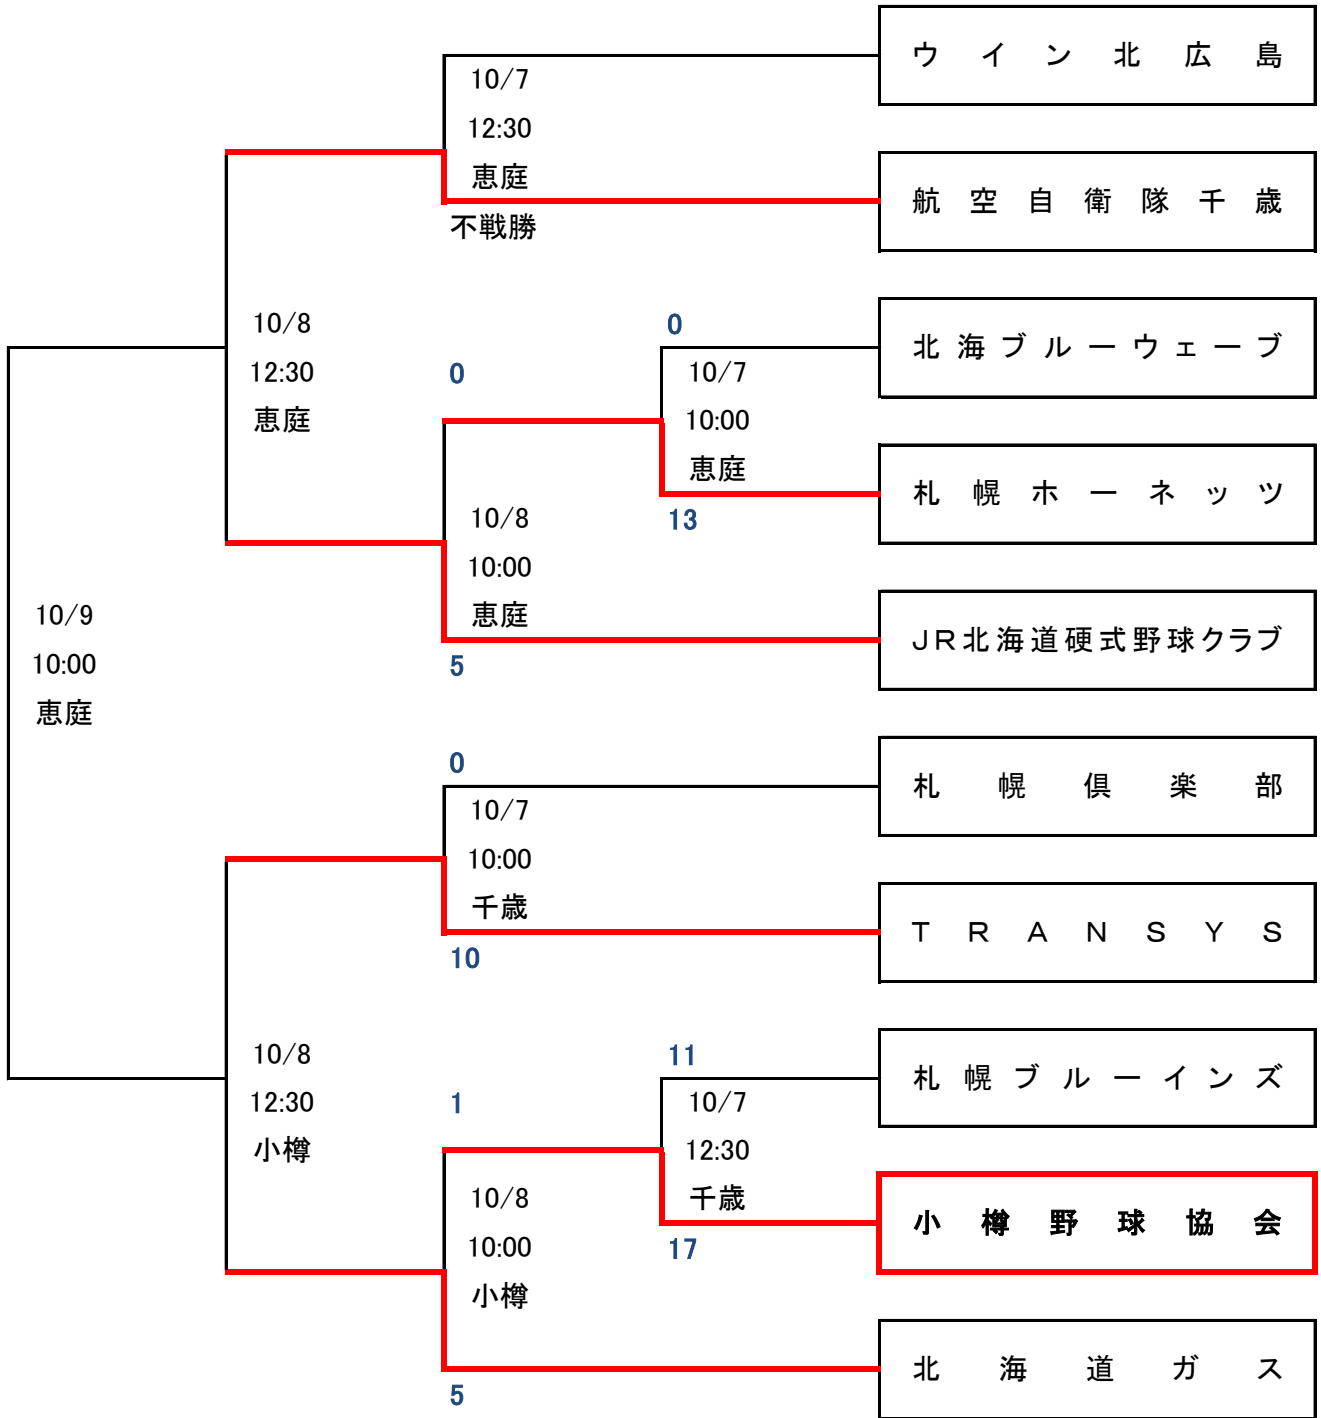 ウイン北広島
10/7
12:30
恵庭
不戦勝
航空自衛隊千歳
10/8
12:30
恵庭
0
0
北海ブルーウェーブ
10/7
10:00
恵庭
13
札幌ホーネッツ
10/8
10:00
恵庭
5
JR北海道硬式野球クラブ
10/9
10:00
恵庭
0
札幌倶楽部
10/7
10:00
千歳
10
TRANSYS
10/8
12:30
小樽
1
11
札幌ブルーインズ
10/7
12:30
千歳
17
小樽野球協会
10/8
10:00
小樽
5
北海道ガス